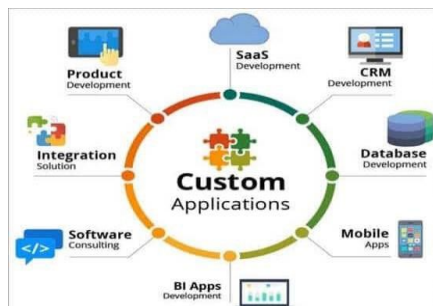 SaaS
Development
Product
Development
CRM
Development
Integration
Solution
Custom
Applications
Database
Development
Software
Consulting
</>
Mobile
Apps
BI Apps
Development